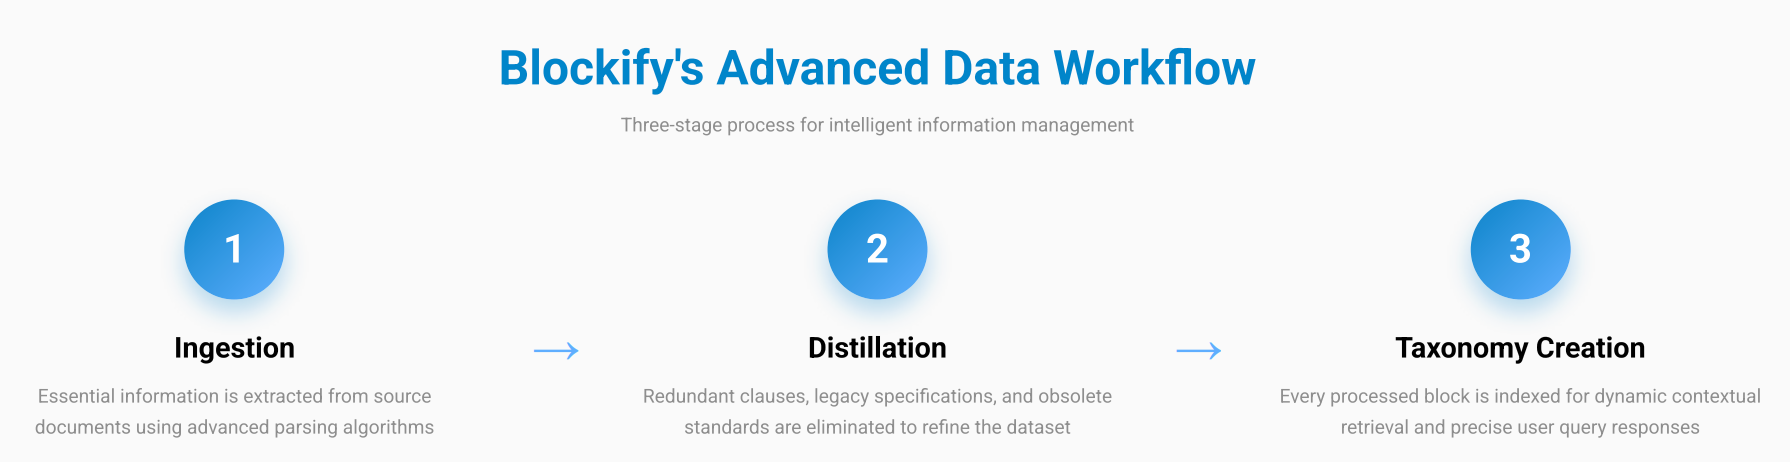 Blockify's Advanced Data Workflow
Three-stage process for intelligent information management
1
Ingestion
Essential information is extracted from source
documents using advanced parsing algorithms
→
2
Distillation
Redundant clauses, legacy specifications, and obsolete
standards are eliminated to refine the dataset
→
3
Taxonomy Creation
Every processed block is indexed for dynamic contextual
retrieval and precise user query responses